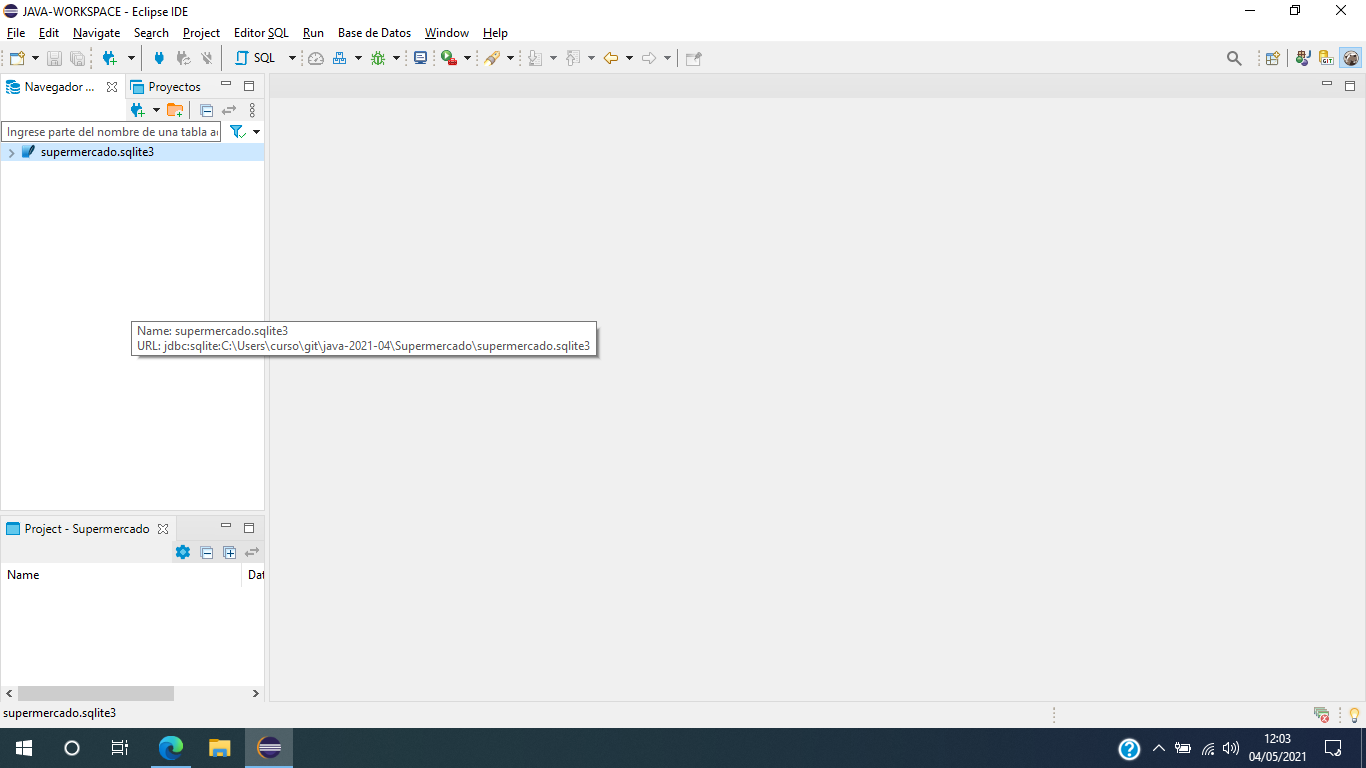 JAVA-WORKSPACE - Eclipse IDE
File Edit Navigate Search Project Editor SQL Run Base de Datos Window Help
SQL
GIT
Navegador ... Proyectos
Ingrese parte del nombre de una tabla a
supermercado.sqlite3
Name: supermercado.sqlite3
URL: jdbc:sqlite:C:\Users\curso\git\java-2021-04\Supermercado\supermercado.sqlite3
Project - Supermercado
Name Dat
supermercado.sqlite3
12:03
04/05/2021